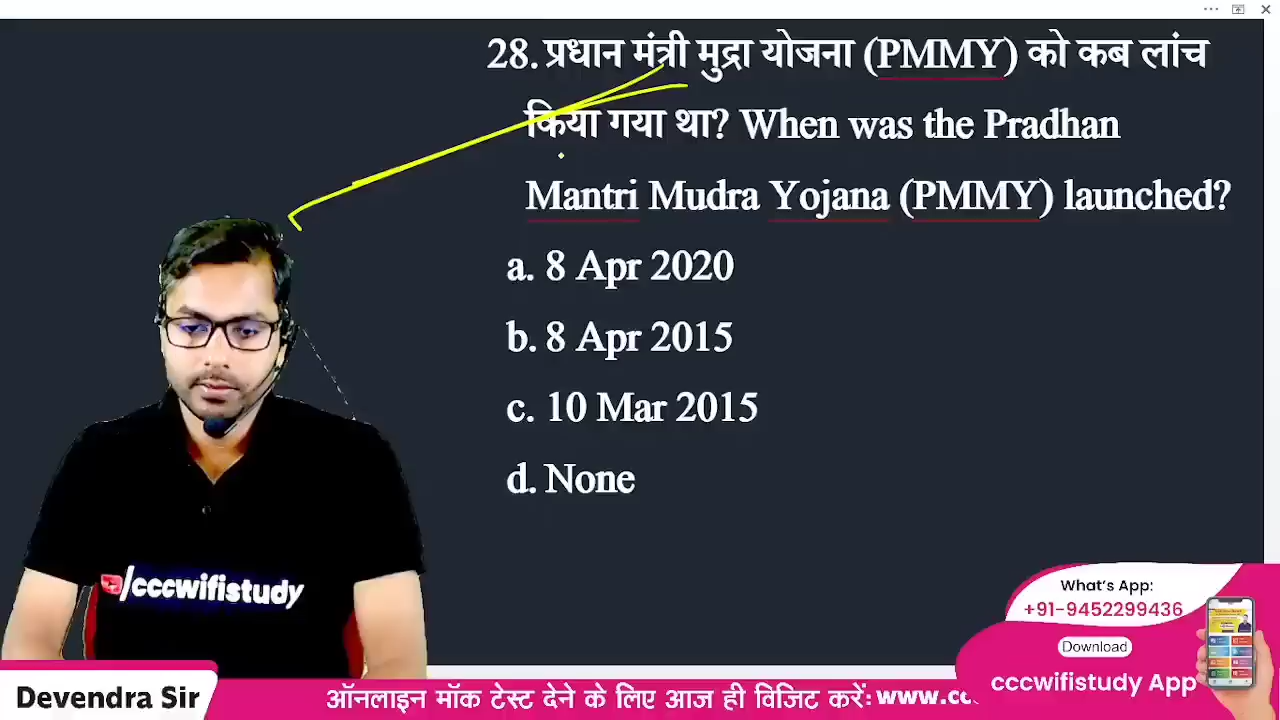 28. प्रधान मंत्री मुद्रा योजना (PMMY) को कब लांच
किया गया था? When was the Pradhan
Mantri Mudra Yojana (PMMY) launched?
a. 8 Apr 2020
b. 8 Apr 2015
c. 10 Mar 2015
d. None
/cccwifistudy
What's App:
+91-9452299436
Download
cccwifistudy App
Devendra Sir
ऑनलाइन मॉक टेस्ट देने के लिए आज ही विजिट करें: www.cc